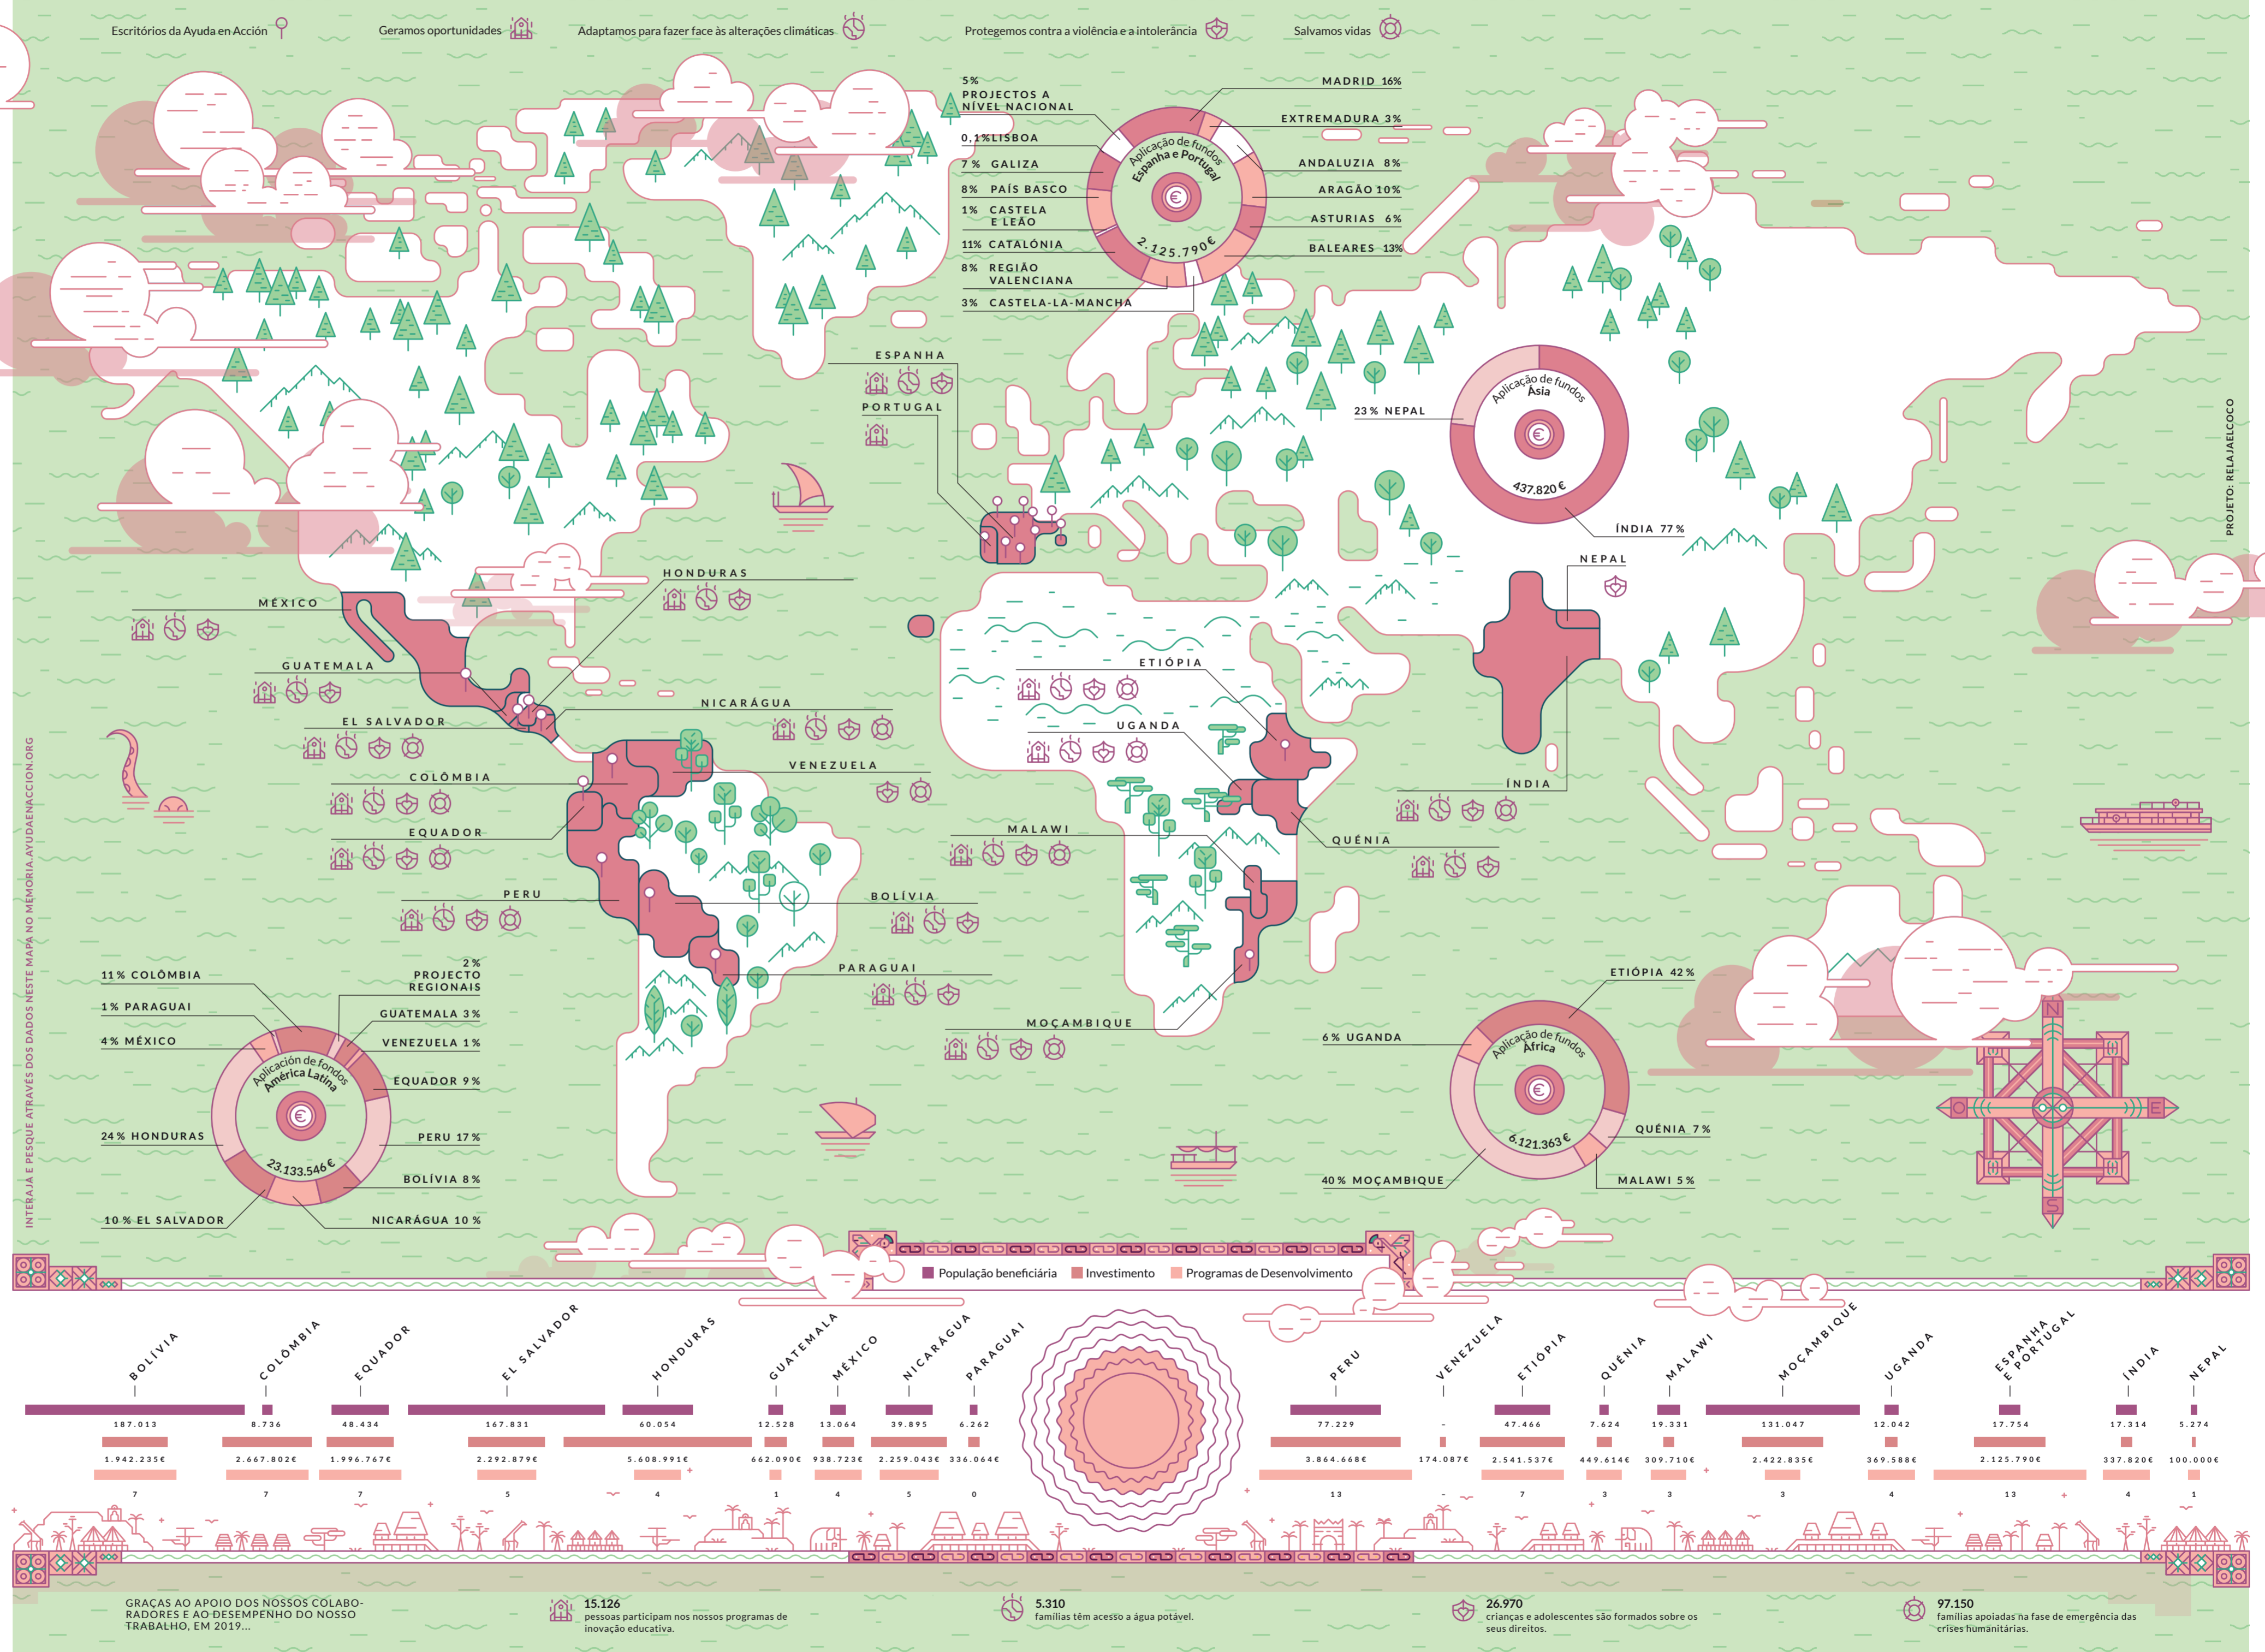 Escritórios da Ayuda en Acción
Geramos oportunidades
Adaptamos para fazer face às alterações climáticas
Protegemos contra a violência e a intolerância
Salvamos vidas
5%
PROJECTOS A
NÍVEL NACIONAL
0,1%LISBOA
7 % GALIZA
8% PAÍS BASCO
1% CASTELA
E LEÃO
11% CATALÓNIA
8% REGIÃO
VALENCIANA
3% CASTELA-LA-MANCHA
Aplicação de fundos
Espanha e Portugal
€
2.125.790€
MADRID 16%
EXTREMADURA 3%
ANDALUZIA 8%
ARAGÃO 10%
ASTURIAS 6%
BALEARES 13%
ESPANHA
PORTUGAL
23% NEPAL
Aplicação de fundos
Ásia
€
437.820 €
ÍNDIA 77%
PROJETO: RELAJAELCOCO
NEPAL
HONDURAS
MÉXICO
GUATEMALA
NICARÁGUA
EL SALVADOR
VENEZUELA
COLÔMBIA
EQUADOR
PERU
BOLÍVIA
PARAGUAI
ETIÓPIA
UGANDA
MALAWI
QUÉNIA
ÍNDIA
MOÇAMBIQUE
INTERAJA E PESQUE ATRAVÉS DOS DADOS NESTE MAPA NO MEMORIA.AYUDAENACCION.ORG
11% COLÔMBIA
1% PARAGUAI
4% MÉXICO
24% HONDURAS
10% EL SALVADOR
Aplicación de fondos
América Latina
€
23.133.546€
2%
PROJECTO
REGIONAIS
GUATEMALA 3%
VENEZUELA 1%
EQUADOR 9%
PERU 17%
BOLÍVIA 8%
NICARÁGUA 10%
6% UGANDA
40% MOÇAMBIQUE
Aplicação de fundos
África
€
6.121.363 €
ETIÓPIA 42%
QUÉNIA 7%
MALAWI 5%
N
O
E
S
População beneficiária
Investimento
Programas de Desenvolvimento
BOLÍVIA
COLÔMBIA
EQUADOR
EL SALVADOR
HONDURAS
GUATEMALA
MÉXICO
NICARÁGUA
PARAGUAI
PERU
VENEZUELA
ETIÓPIA
QUÉNIA
MALAWI
MOÇAMBIQUE
UGANDA
ESPANHA
E PORTUGAL
ÍNDIA
NEPAL
187.013 8.736 48.434 167.831 60.054 12.528 13.064 39.895 6.262 77.229 - 47.466 7.624 19.331 131.047 12.042 17.754 17.314 5.274
1.942.235€ 2.667.802€ 1.996.767€ 2.292.879€ 5.608.991€ 662.090€ 938.723€ 2.259.043€ 336.064€ 3.864.668€ 174.087€ 2.541.537€ 449.614€ 309.710€ 2.422.835€ 369.588€ 2.125.790€ 337.820€ 100.000€
7 7 7 5 4 1 4 5 0 13 - 7 3 3 3 4 13 4 1
GRAÇAS AO APOIO DOS NOSSOS COLABO-
RADORES E AO DESEMPENHO DO NOSSO
TRABALHO, EM 2019...
15.126
pessoas participam nos nossos programas de
inovação educativa.
5.310
famílias têm acesso a água potável.
26.970
crianças e adolescentes são formados sobre os
seus direitos.
97.150
famílias apoiadas na fase de emergência das
crises humanitárias.